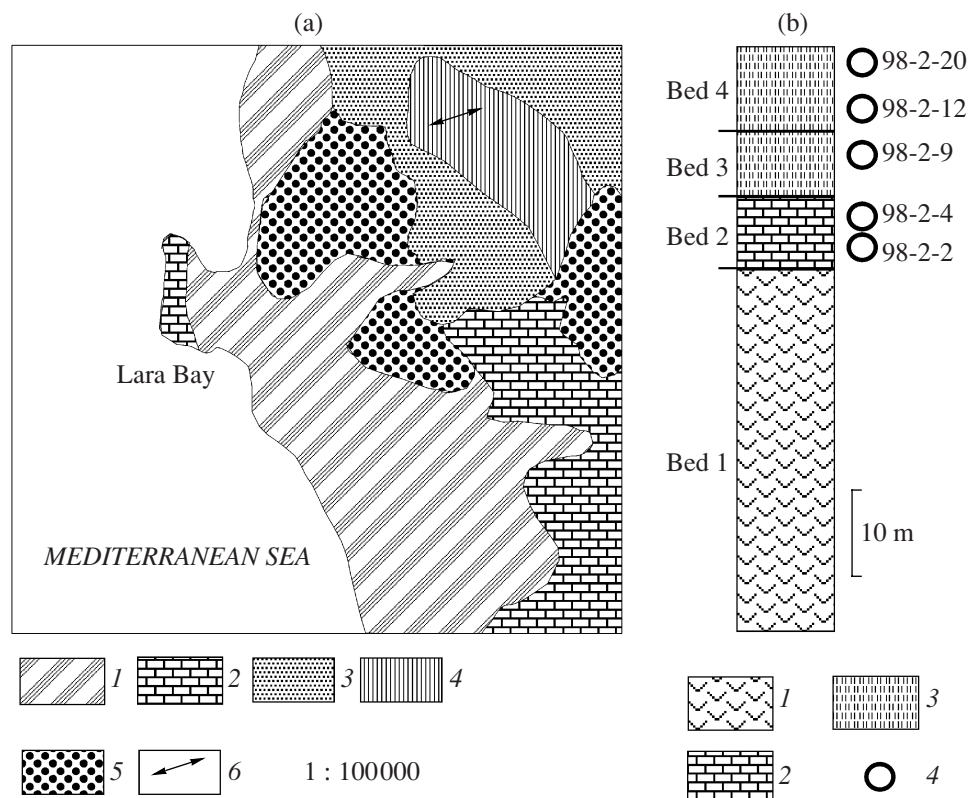 (a)
Lara Bay
MEDITERRANEAN SEA
1
2
3
4
5
6
1 : 100000
(b)
Bed 4
98-2-20
98-2-12
Bed 3
98-2-9
Bed 2
98-2-4
98-2-2
Bed 1
10 m
1
3
2
4